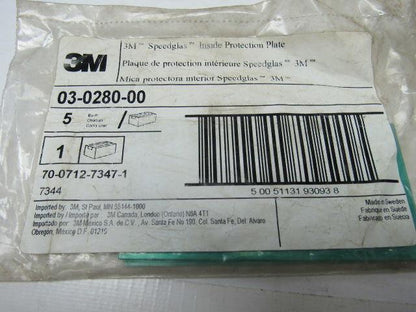 3M
3M™ Speedglas™ Inside Protection Plate
Plaque de protection intérieure Speedglas™ 3M™
Mica protectora interior Speedglas™ 3M™
03-0280-00
5
/
1
70-0712-7347-1
7344
5 00 51131 93093 8
Imported by: 3M, St Paul, MN 55144-1000
Imported by / Importé par : 3M Canada, London (Ontario) N6A 4T1
Importado por : 3M México S.A. de C.V. , Av. Santa Fe No 190, Col. Santa Fe, Del. Alvaro
Obregón, México D.F. 01210
Made in Sweden
Fabriqué en Suède
Fabricado en Suecia